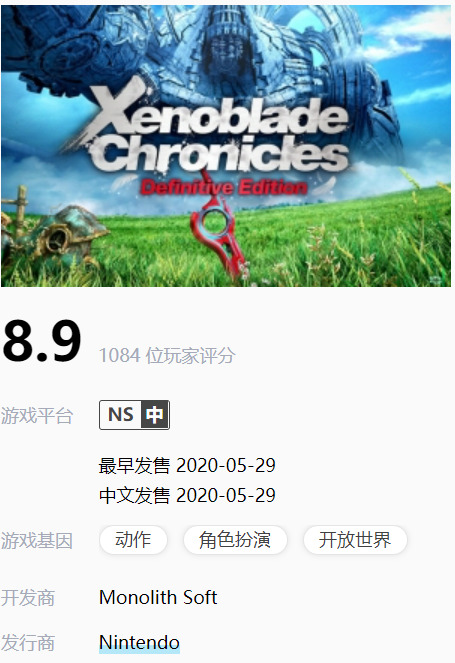 Xenoblade
Chronicles
Definitive Edition
8.9 1084 位玩家评分
游戏平台 NS 中
最早发售 2020-05-29
中文发售 2020-05-29
游戏基因 动作 角色扮演 开放世界
开发商 Monolith Soft
发行商 Nintendo